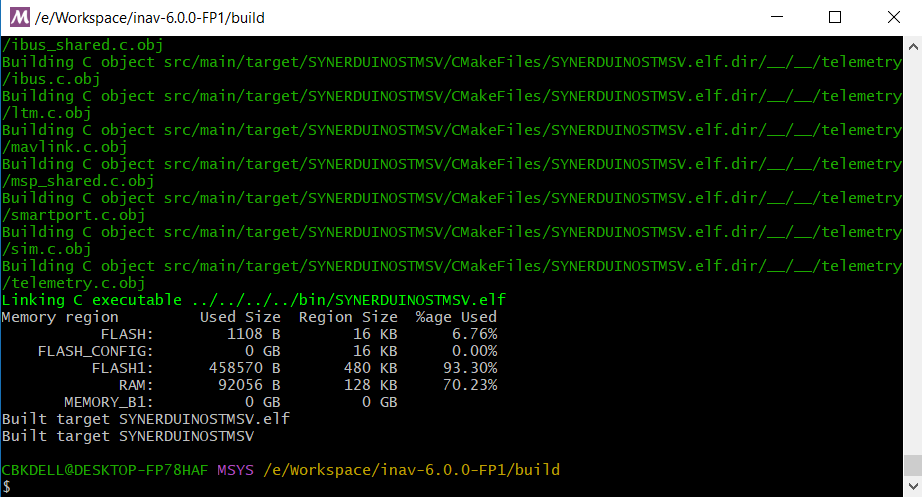 M /e/Workspace/inav-6.0.0-FP1/build
/ibus_shared.c.obj
Building C object src/main/target/SYNERDUINOSTMSV/CMakeFiles/SYNERDUINOSTMSV.elf.dir/__/__/telemetry
/ibus.c.obj
Building C object src/main/target/SYNERDUINOSTMSV/CMakeFiles/SYNERDUINOSTMSV.elf.dir/__/__/telemetry
/ltm.c.obj
Building C object src/main/target/SYNERDUINOSTMSV/CMakeFiles/SYNERDUINOSTMSV.elf.dir/__/__/telemetry
/mavlink.c.obj
Building C object src/main/target/SYNERDUINOSTMSV/CMakeFiles/SYNERDUINOSTMSV.elf.dir/__/__/telemetry
/msp_shared.c.obj
Building C object src/main/target/SYNERDUINOSTMSV/CMakeFiles/SYNERDUINOSTMSV.elf.dir/__/__/telemetry
/smartport.c.obj
Building C object src/main/target/SYNERDUINOSTMSV/CMakeFiles/SYNERDUINOSTMSV.elf.dir/__/__/telemetry
/sim.c.obj
Building C object src/main/target/SYNERDUINOSTMSV/CMakeFiles/SYNERDUINOSTMSV.elf.dir/__/__/telemetry
/telemetry.c.obj
Linking C executable ../../../../bin/SYNERDUINOSTMSV.elf
Memory region         Used Size  Region Size  %age Used
           FLASH:        1108 B        16 KB      6.76%
    FLASH_CONFIG:          0 GB        16 KB      0.00%
          FLASH1:      458570 B       480 KB     93.30%
             RAM:       92056 B       128 KB     70.23%
       MEMORY_B1:          0 GB         0 GB
Built target SYNERDUINOSTMSV.elf
Built target SYNERDUINOSTMSV
CBKDELL@DESKTOP-FP78HAF MSYS /e/Workspace/inav-6.0.0-FP1/build
$